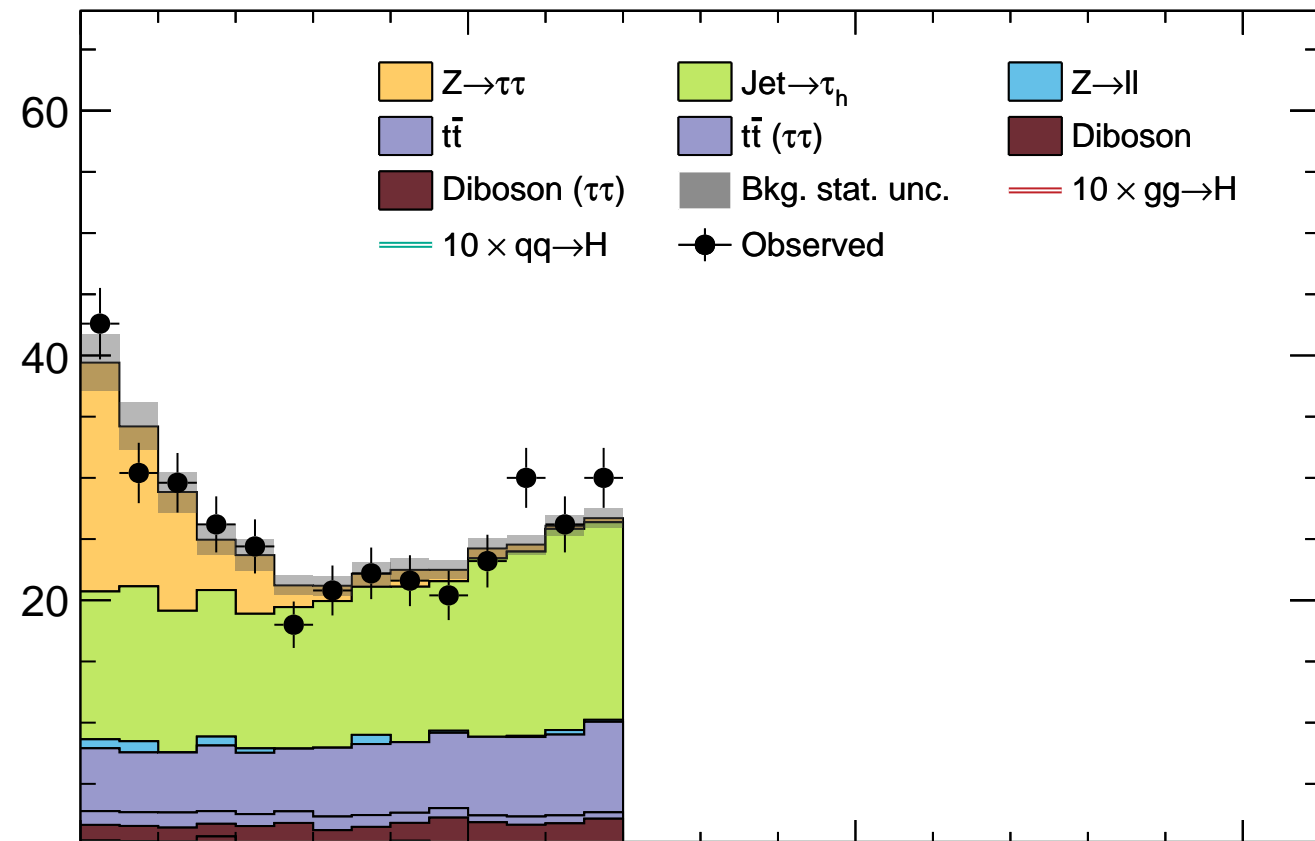 60
Z→ττ Jet→τₕ Z→ll
tt̄ tt̄ (ττ) Diboson
Diboson (ττ) Bkg. stat. unc. 10 × gg→H
10 × qq→H Observed
40
20